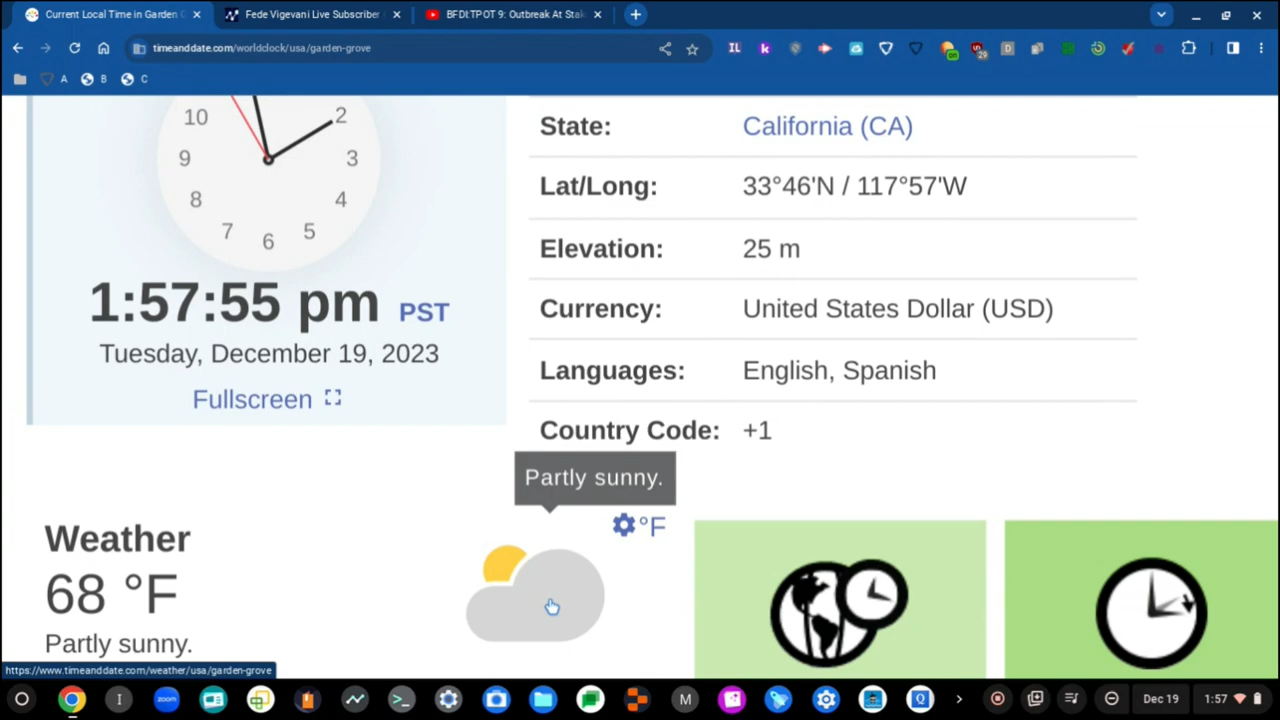 Current Local Time in Garden G
Fede Vigevani Live Subscriber
BFDI:TPOT 9: Outbreak At Stak
timeanddate.com/worldclock/usa/garden-grove
A B C
10 2
9 3
8 4
7 6 5
1:57:55 pm PST
Tuesday, December 19, 2023
Fullscreen
State: California (CA)
Lat/Long: 33°46'N / 117°57'W
Elevation: 25 m
Currency: United States Dollar (USD)
Languages: English, Spanish
Country Code: +1
Partly sunny.
°F
Weather
68 °F
Partly sunny.
https://www.timeanddate.com/weather/usa/garden-grove
I zoom M Q Dec 19 1:57